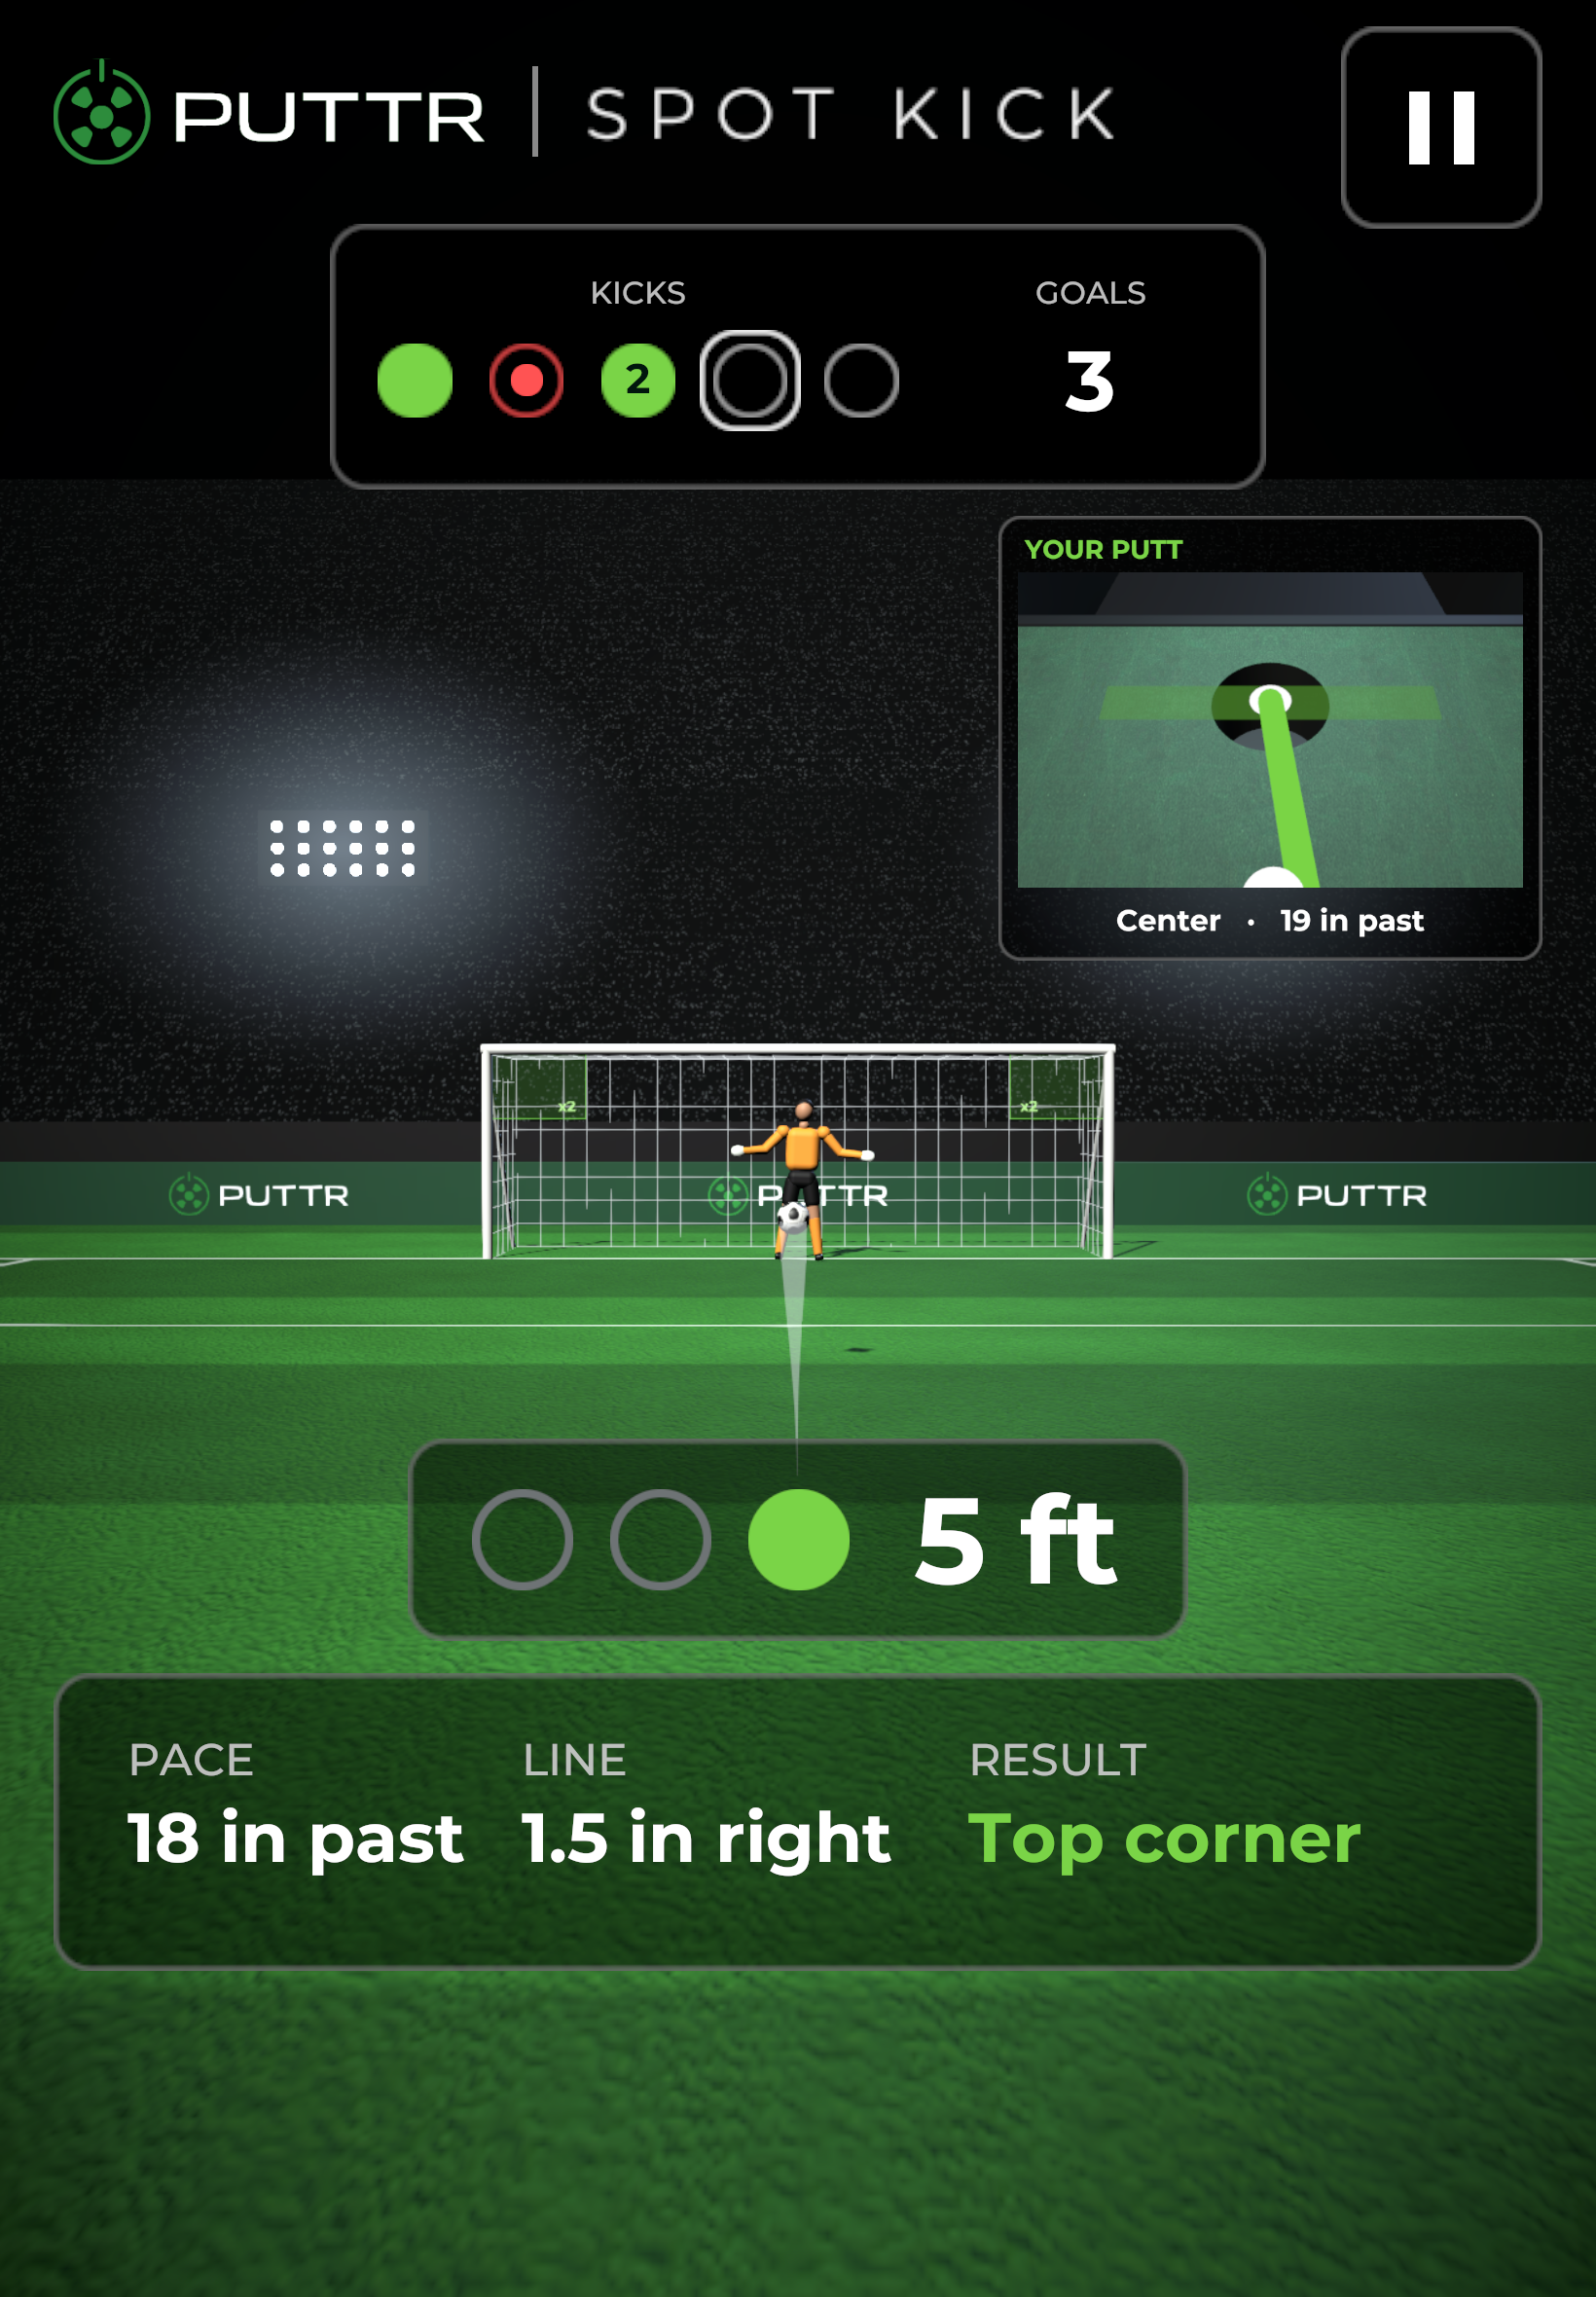 PUTTR | SPOT KICK
KICKS GOALS
2 3
YOUR PUTT
Center · 19 in past
x2 x2
PUTTR PUTTR PUTTR
5 ft
PACE LINE RESULT
18 in past 1.5 in right Top corner